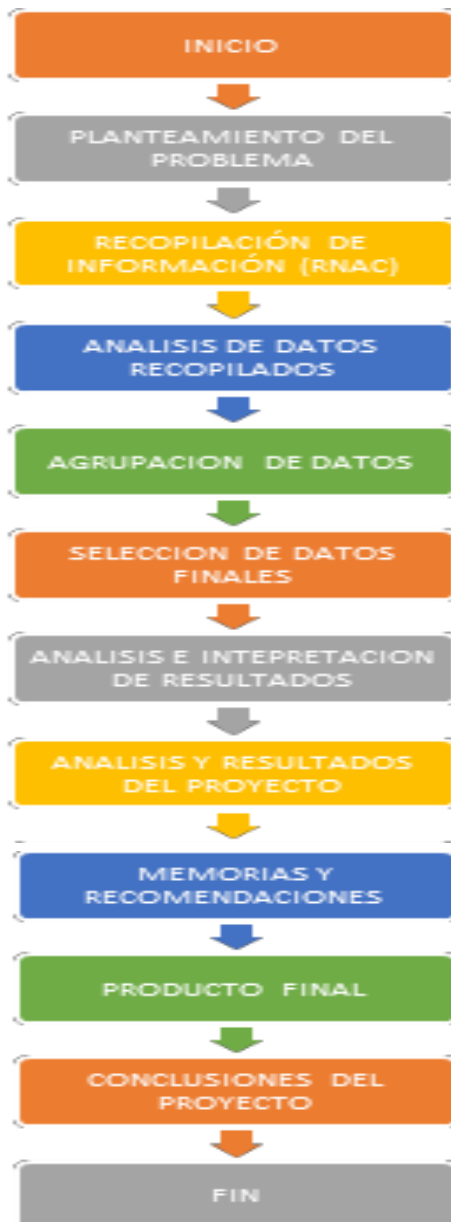 INICIO
PLANTEAMIENTO DEL
PROBLEMA
RECOPILACIÓN DE
INFORMACIÓN (RNAC)
ANALISIS DE DATOS
RECOPILADOS
AGRUPACION DE DATOS
SELECCION DE DATOS
FINALES
ANALISIS E INTEPRETACION
DE RESULTADOS
ANALISIS Y RESULTADOS
DEL PROYECTO
MEMORIAS Y
RECOMENDACIONES
PRODUCTO FINAL
CONCLUSIONES DEL
PROYECTO
FIN